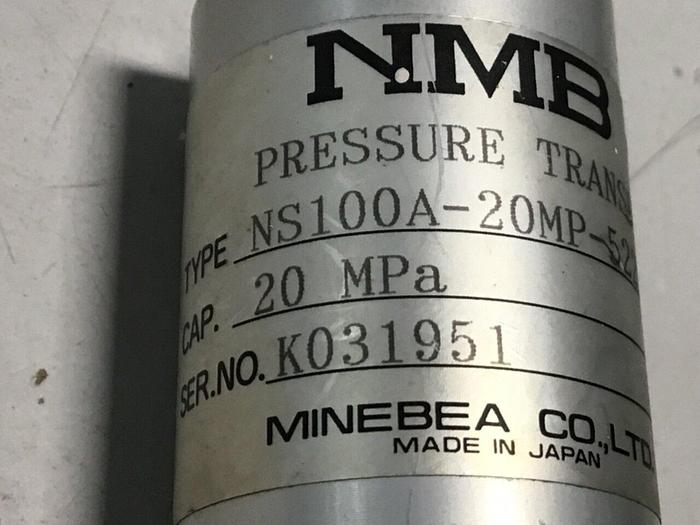 NMB
PRESSURE TRANS
TYPE NS100A-20MP-52
CAP. 20 MPa
SER.NO. K031951
MINEBEA CO.,LTD.
MADE IN JAPAN